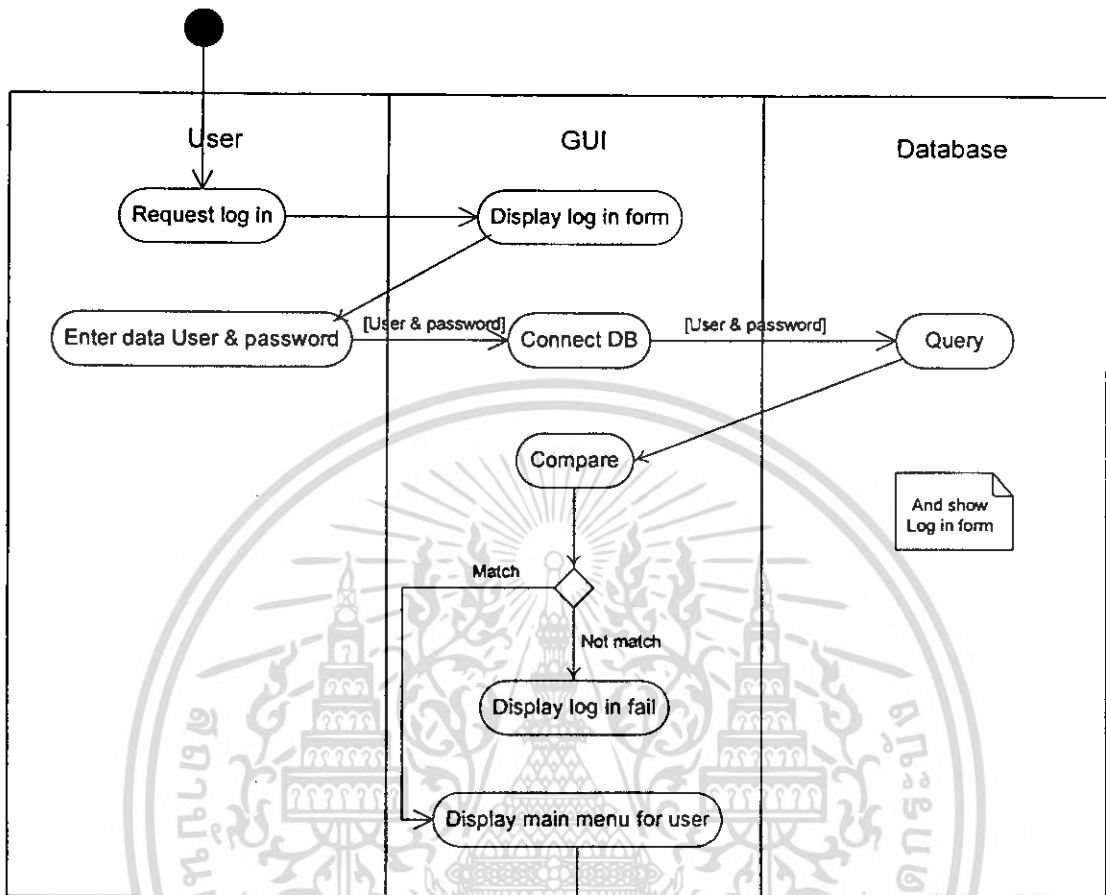 User
GUI
Database
Request log in
Display log in form
Enter data User & password
[User & password]
Connect DB
[User & password]
Query
Compare
And show
Log in form
Match
Not match
Display log in fail
Display main menu for user